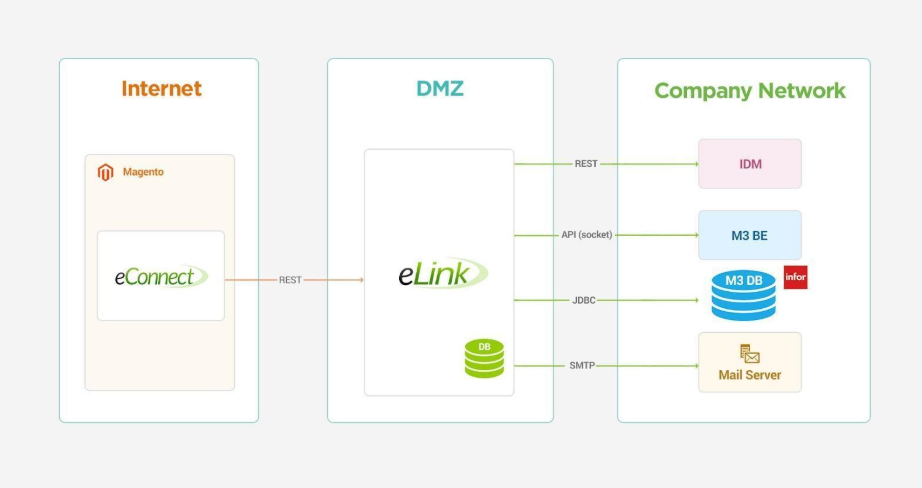 Internet
DMZ
Company Network
Magento
eConnect
REST
eLink
DB
REST
IDM
API (socket)
M3 BE
JDBC
M3 DB
infor
SMTP
Mail Server